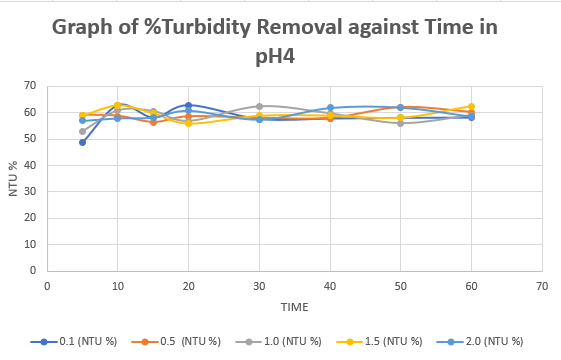 Graph of %Turbidity Removal against Time in
pH4
70
60
50
40
30
20
10
0
NTU %
0 10 20 30 40 50 60 70
TIME
0.1 (NTU %) 0.5 (NTU %) 1.0 (NTU %) 1.5 (NTU %) 2.0 (NTU %)